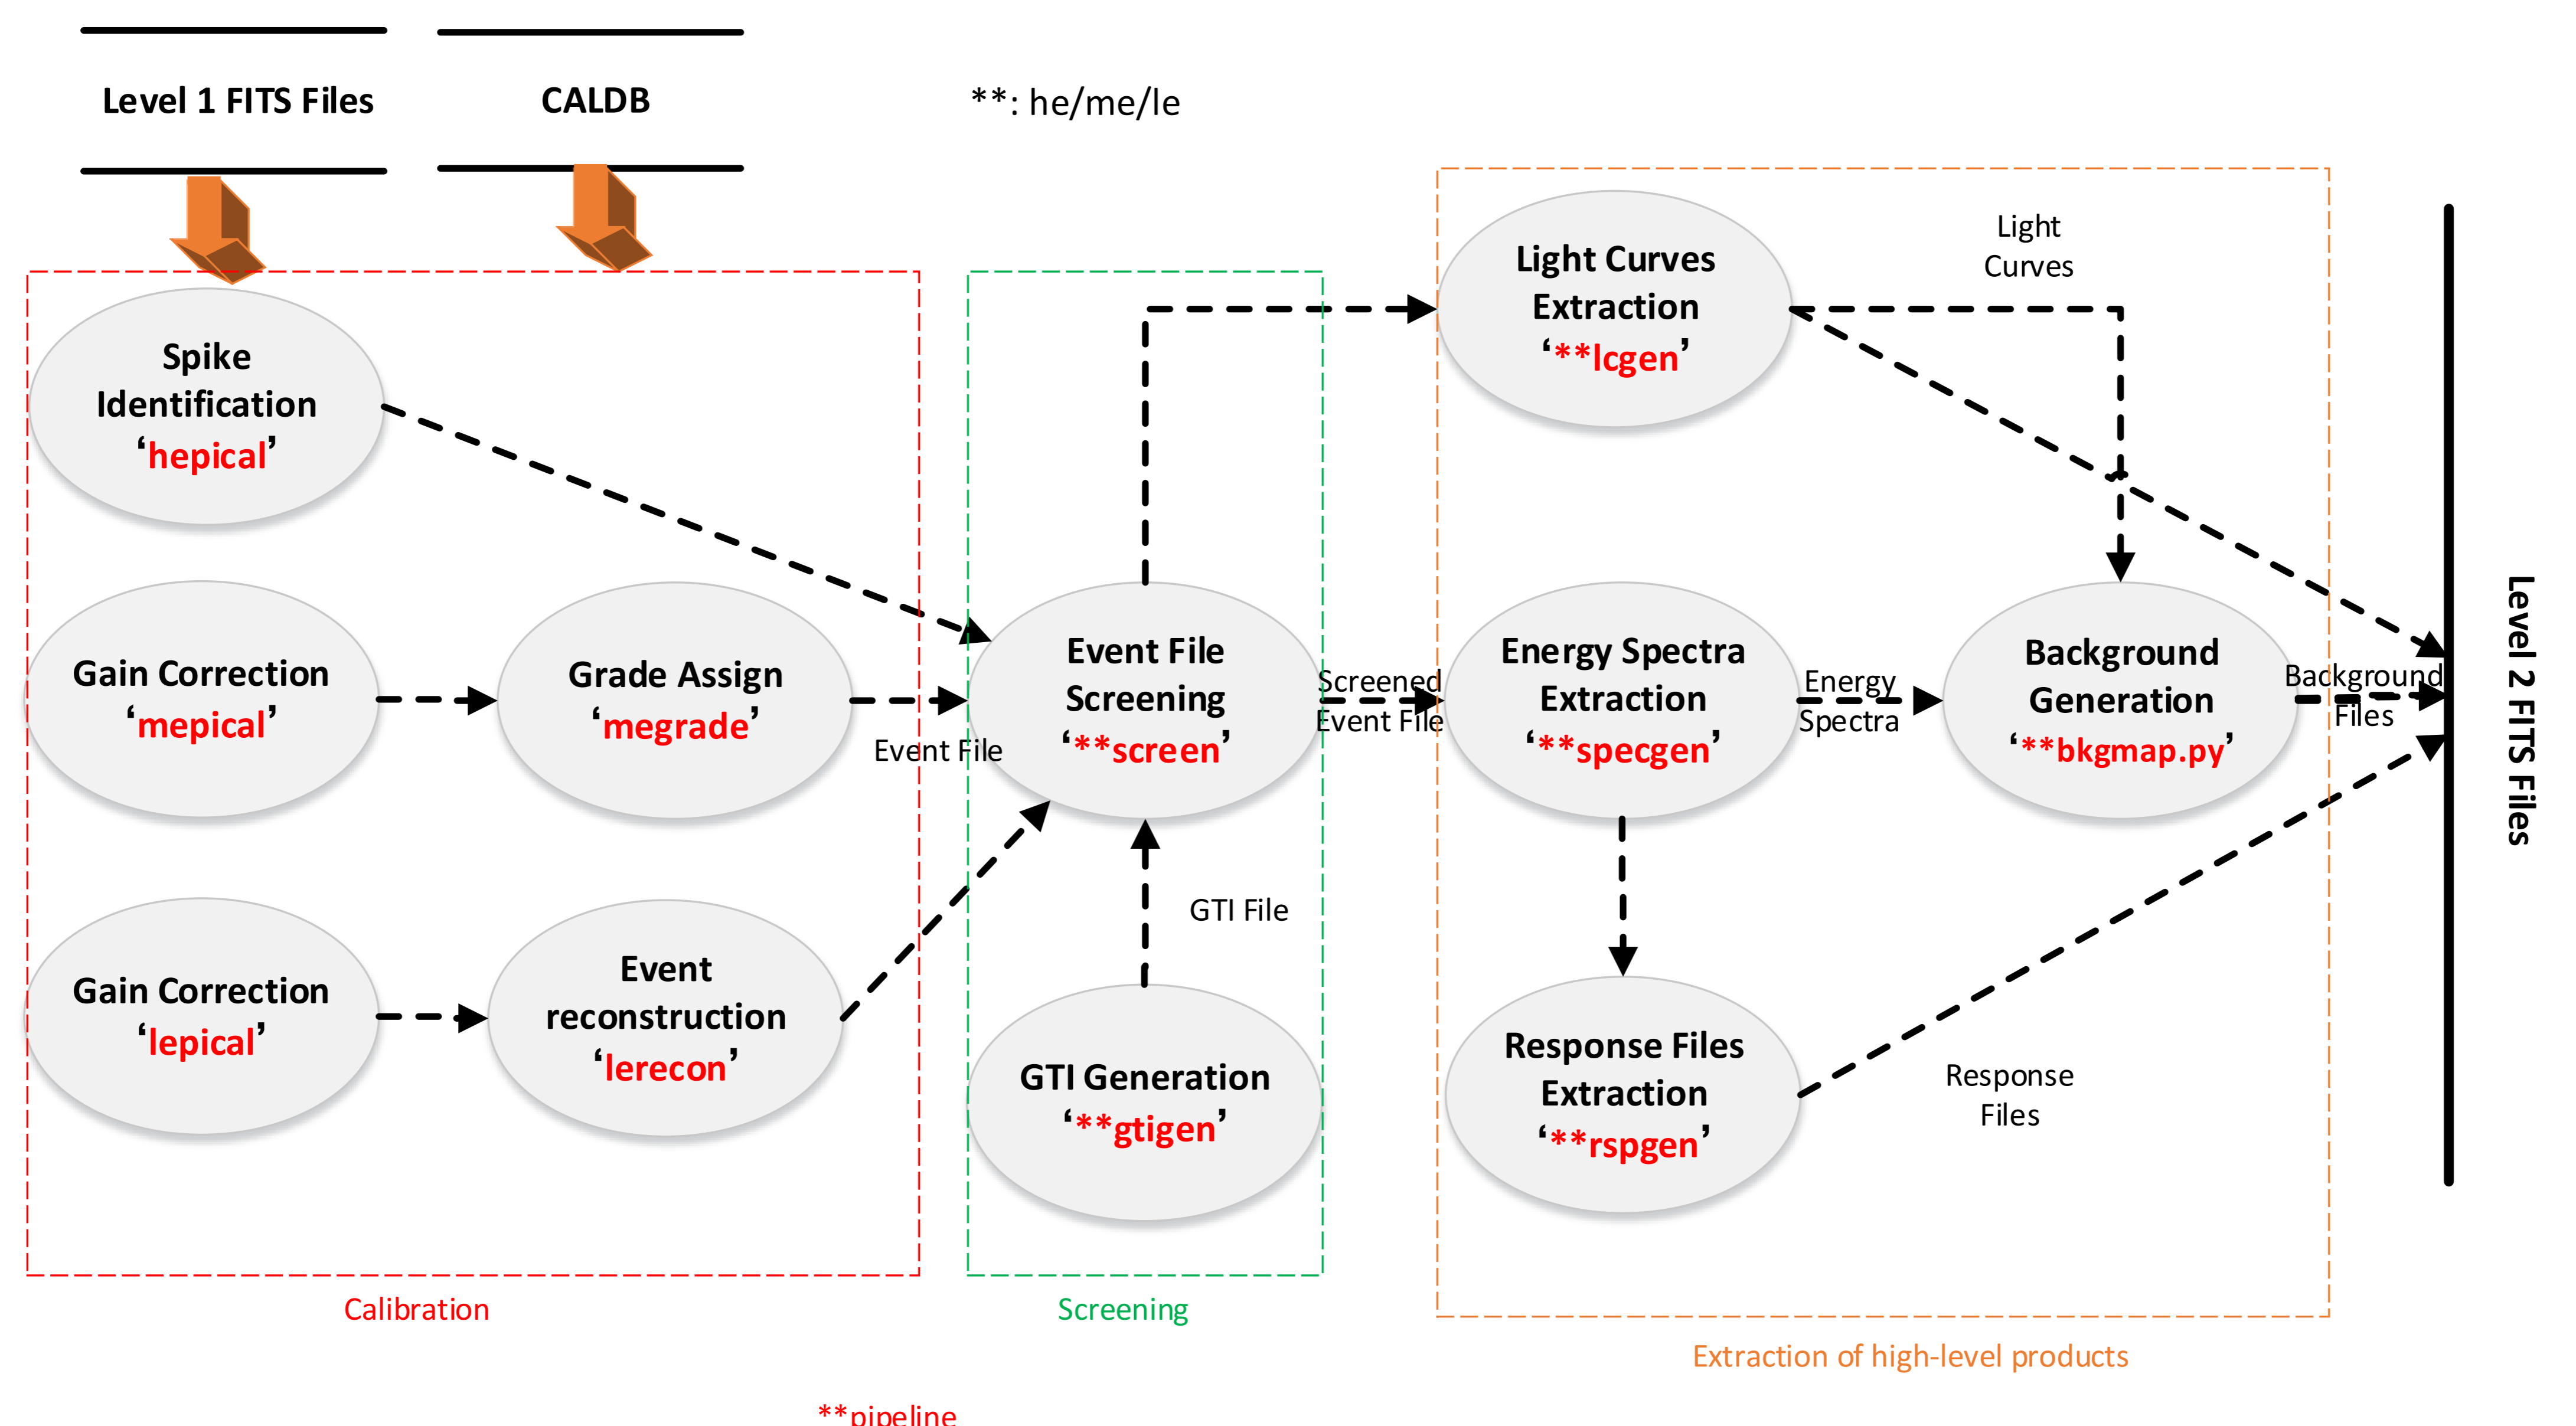 Level 1 FITS Files
CALDB
**: he/me/le
Spike
Identification
‘hepical’
Gain Correction
‘mepical’
Grade Assign
‘megrade’
Event File
Gain Correction
‘lepical’
Event
reconstruction
‘lerecon’
Calibration
Event File
Screening
‘**screen’
GTI File
GTI Generation
‘**gtigen’
Screening
Screened
Event File
Light Curves
Extraction
‘**lcgen’
Light
Curves
Energy Spectra
Extraction
‘**specgen’
Energy
Spectra
Background
Generation
‘**bkgmap.py’
Background
Files
Response Files
Extraction
‘**rspgen’
Response
Files
Extraction of high-level products
Level 2 FITS Files
**pipeline